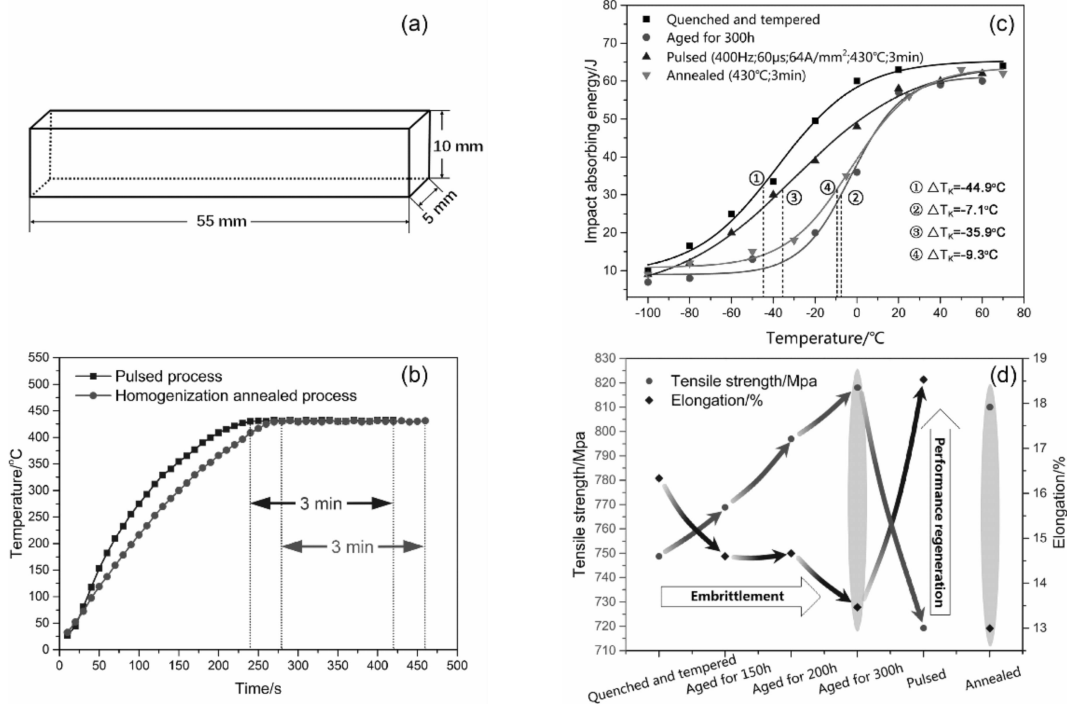 (a)
10 mm
5 mm
55 mm
(c)
Quenched and tempered
Aged for 300h
Pulsed (400Hz;60μs;64A/mm²;430℃;3min)
Annealed (430℃;3min)
Impact absorbing energy/J
80
70
60
50
40
30
20
10
① ③ ④ ②
① △Tₖ=-44.9°C
② △Tₖ=-7.1°C
③ △Tₖ=-35.9°C
④ △Tₖ=-9.3°C
-100 -80 -60 -40 -20 0 20 40 60 80
Temperature/℃
(b)
Pulsed process
Homogenization annealed process
Temperature/°C
550
500
450
400
350
300
250
200
150
100
50
0
3 min
3 min
0 50 100 150 200 250 300 350 400 450 500
Time/s
(d)
Tensile strength/Mpa
Elongation/%
Tensile strength/Mpa
830
820
810
800
790
780
770
760
750
740
730
720
710
Embrittlement
Performance regeneration
19
18
17
16
15
14
13
Elongation/%
Quenched and tempered
Aged for 150h
Aged for 200h
Aged for 300h
Pulsed
Annealed